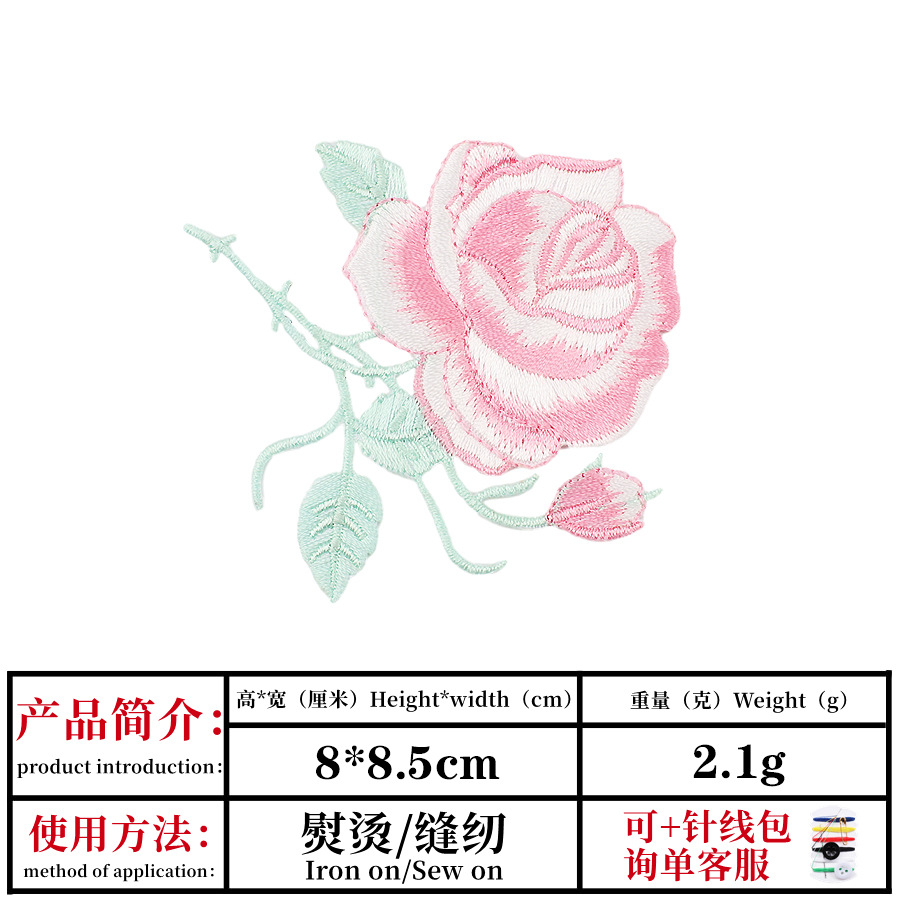 产品简介：
product introduction：
高*宽（厘米）Height*width（cm）
重量（克）Weight（g）
8*8.5cm
2.1g
使用方法：
method of application：
熨烫/缝纫
Iron on/Sew on
可+针线包
询单客服